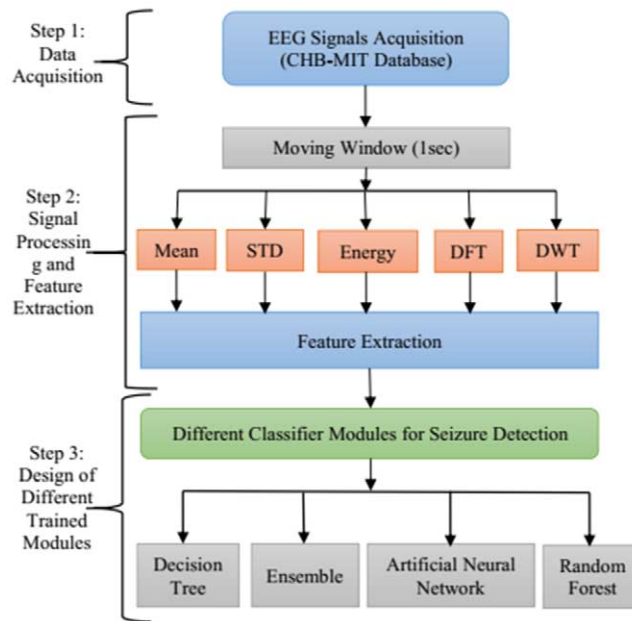 Step 1:
Data
Acquisition
EEG Signals Acquisition
(CHB-MIT Database)
Step 2:
Signal
Processin
g and
Feature
Extraction
Moving Window (1sec)
Mean
STD
Energy
DFT
DWT
Feature Extraction
Step 3:
Design of
Different
Trained
Modules
Different Classifier Modules for Seizure Detection
Decision
Tree
Ensemble
Artificial Neural
Network
Random
Forest